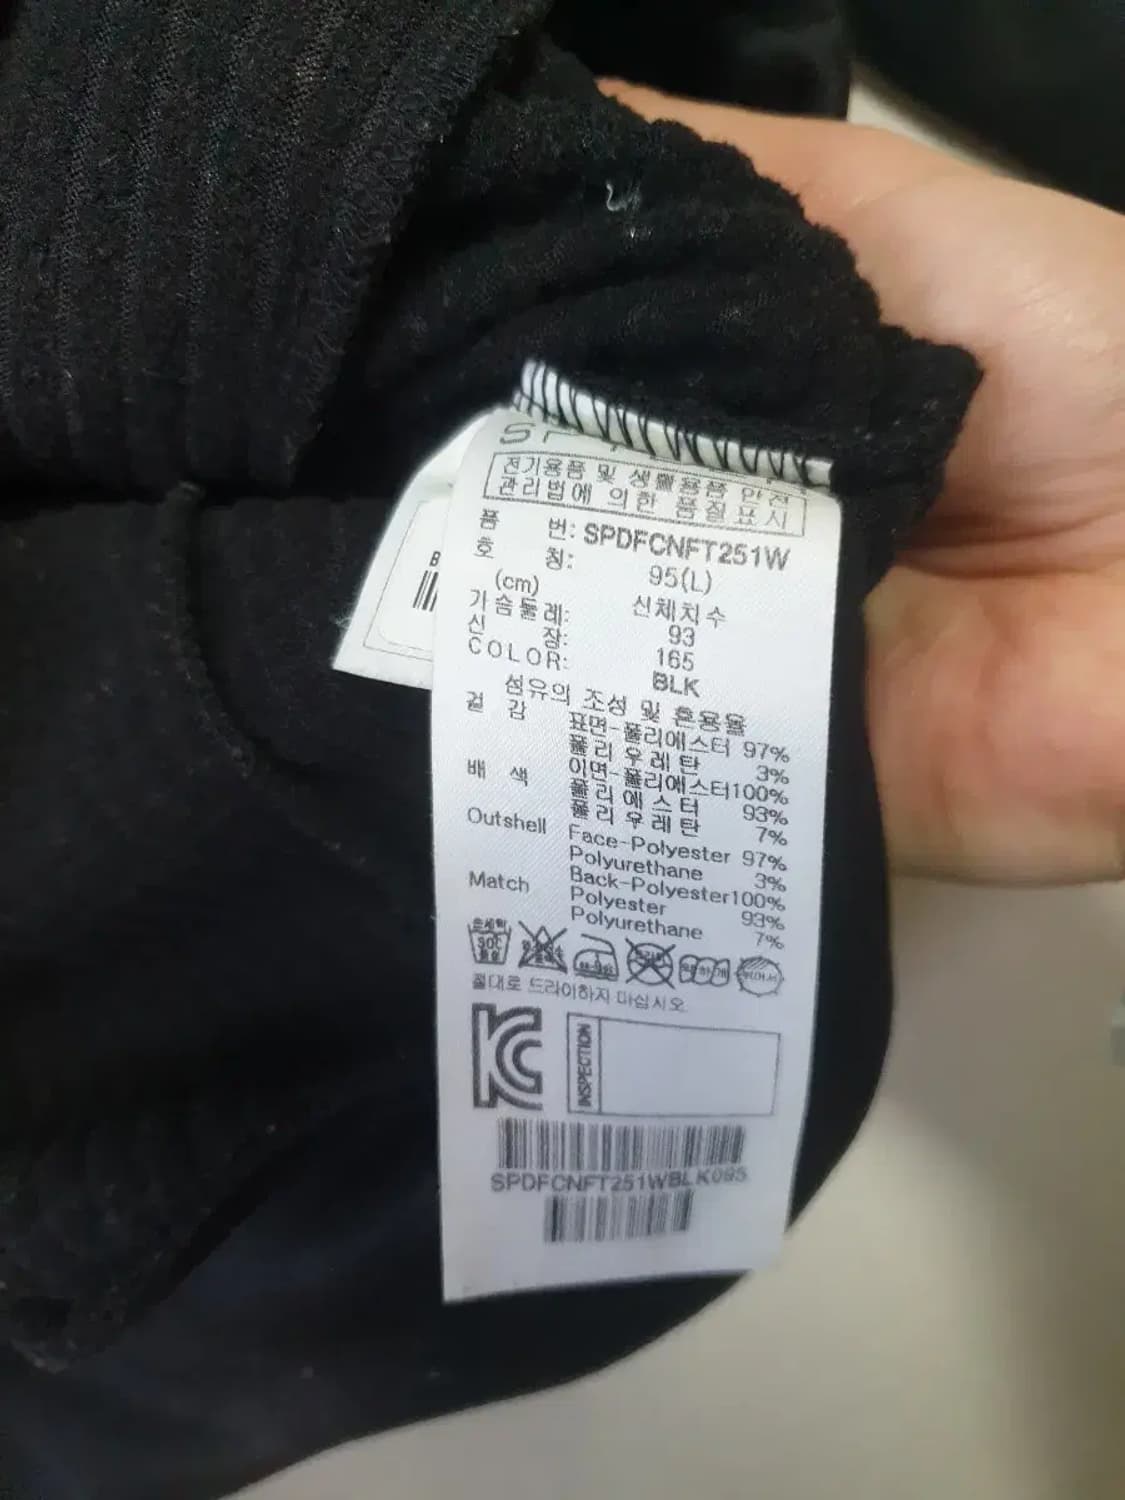 전기용품 및 생활용품 안전
관리법에 의한 품질표시
품 번: SPDFCNFT251W
호 칭: 95(L)
(cm) 신체치수
가슴둘레: 93
신 장: 165
COLOR: BLK
섬유의 조성 및 혼용율
겉 감 표면-폴리에스터 97%
폴리우레탄 3%
이면-폴리에스터100%
배 색 폴리에스터 93%
폴리우레탄 7%
Outshell Face-Polyester 97%
Polyurethane 3%
Back-Polyester100%
Match Polyester 93%
Polyurethane 7%
손세탁
절대로 드라이하지 마십시오
KC
INSPECTION
SPDFCNFT251WBLK095
B